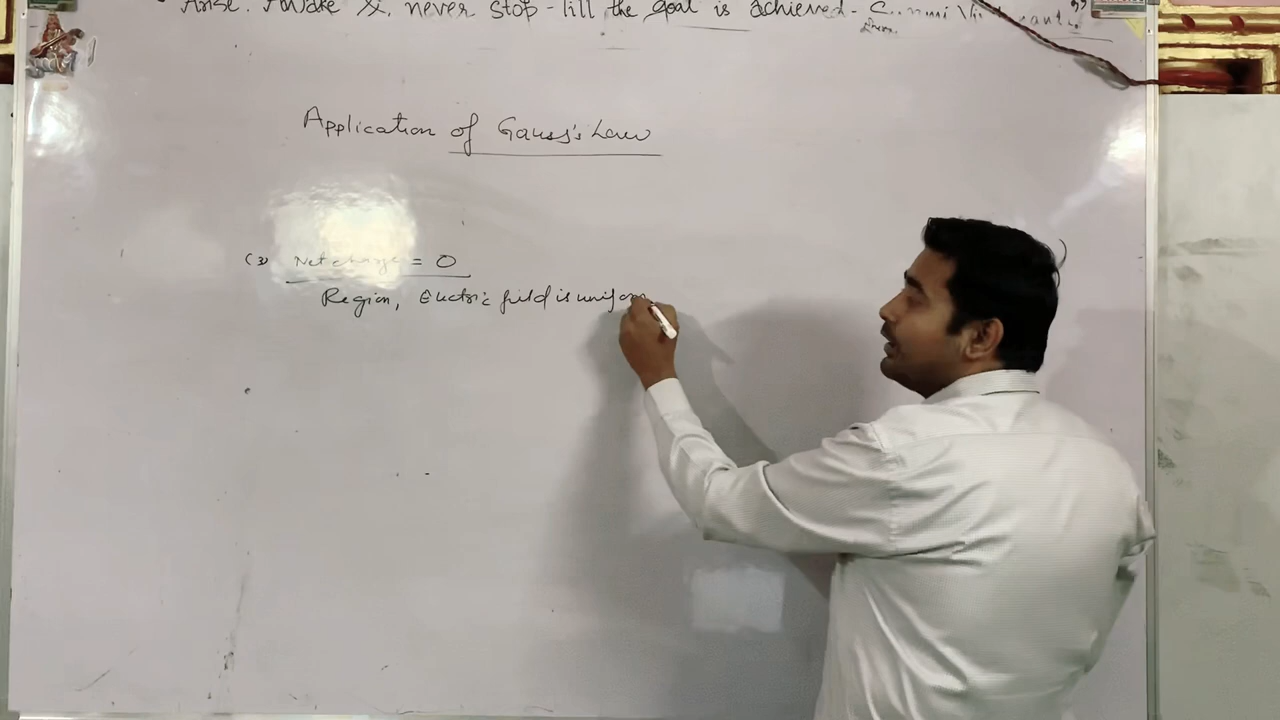 Arise. Awake & never stop till the goal is achieved - Swami
Application of Gauss's Law
(3) Net charge = 0
Region, Electric field is uniform